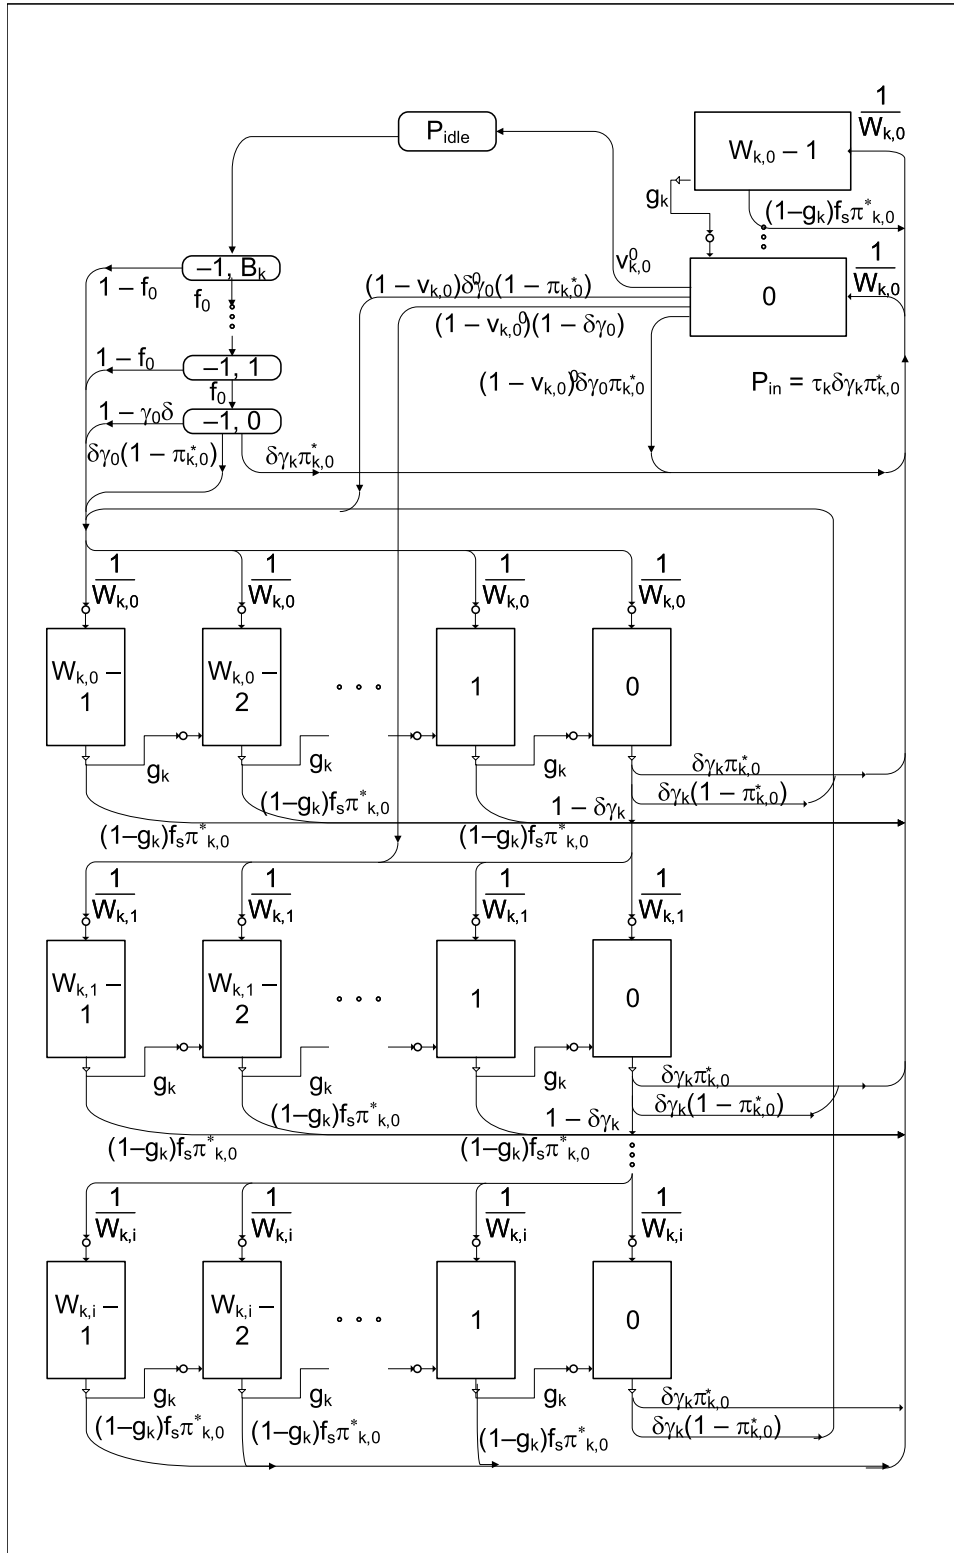 P_idle
W_k,0 – 1
1/W_k,0
g_k
(1–g_k)f_sπ*_k,0
–1, B_k
1 – f_0
f_0
v⁰_k,0
0
1/W_k,0
(1 – v_k,0)δ⁰γ_0(1 – π*_k,0)
(1 – v_k,0⁰)(1 – δγ_0)
–1, 1
1 – f_0
f_0
(1 – v_k,0)⁰δγ_0π*_k,0
P_in = τ_kδγ_kπ*_k,0
–1, 0
1 – γ_0δ
δγ_0(1 – π*_k,0)
δγ_kπ*_k,0
1/W_k,0 1/W_k,0 1/W_k,0 1/W_k,0
W_k,0 – 1
W_k,0 – 2
1
0
g_k g_k g_k
δγ_kπ*_k,0
δγ_k(1 – π*_k,0)
(1–g_k)f_sπ*_k,0
1 – δγ_k
(1–g_k)f_sπ*_k,0 (1–g_k)f_sπ*_k,0
1/W_k,1 1/W_k,1 1/W_k,1 1/W_k,1
W_k,1 – 1
W_k,1 – 2
1
0
g_k g_k g_k
δγ_kπ*_k,0
δγ_k(1 – π*_k,0)
(1–g_k)f_sπ*_k,0
1 – δγ_k
(1–g_k)f_sπ*_k,0 (1–g_k)f_sπ*_k,0
1/W_k,i 1/W_k,i 1/W_k,i 1/W_k,i
W_k,i – 1
W_k,i – 2
1
0
g_k g_k g_k
δγ_kπ*_k,0
(1–g_k)f_sπ*_k,0 (1–g_k)f_sπ*_k,0 (1–g_k)f_sπ*_k,0
δγ_k(1 – π*_k,0)